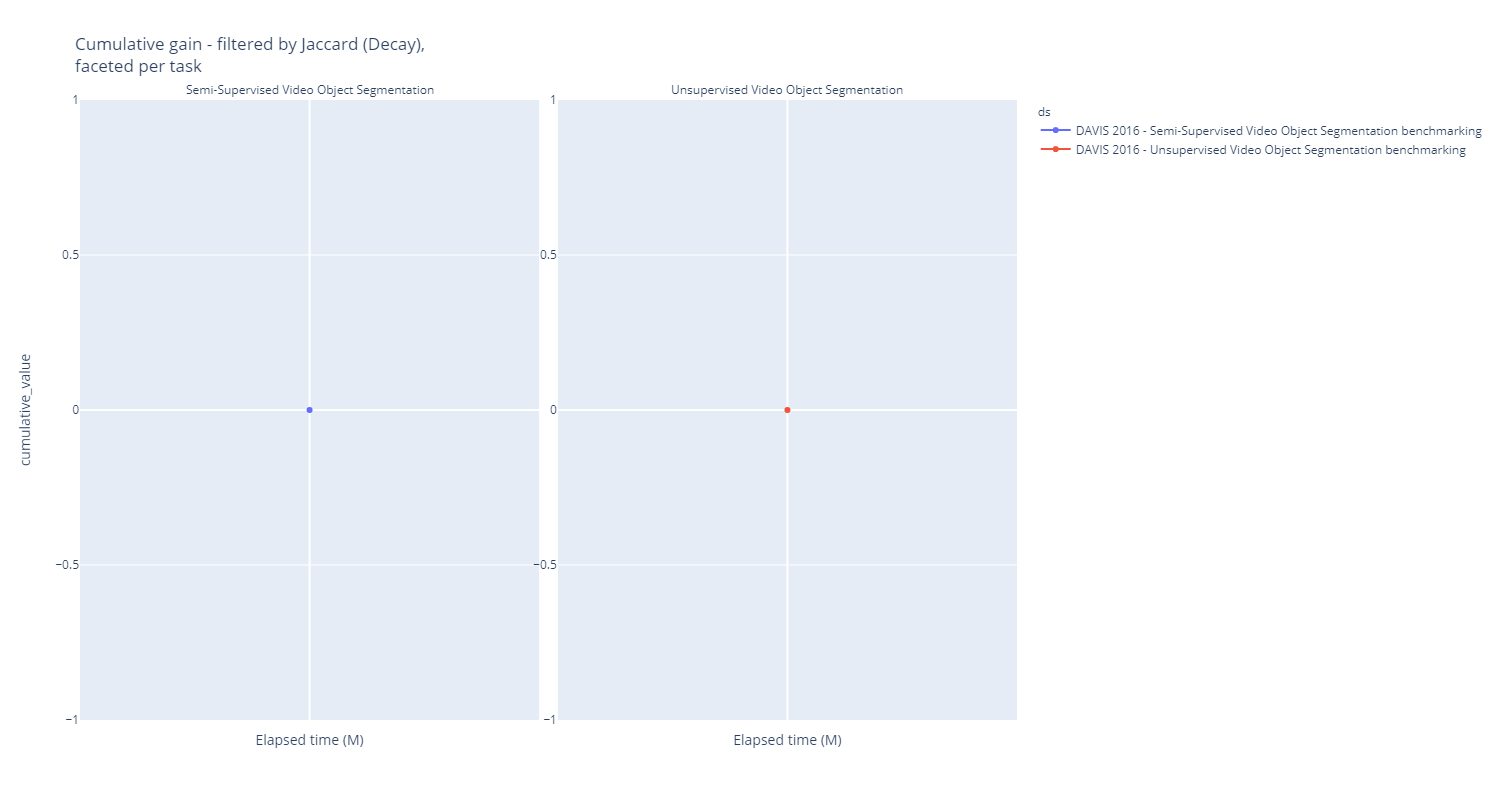 Cumulative gain - filtered by Jaccard (Decay),
faceted per task
Semi-Supervised Video Object Segmentation
Unsupervised Video Object Segmentation
ds
DAVIS 2016 - Semi-Supervised Video Object Segmentation benchmarking
DAVIS 2016 - Unsupervised Video Object Segmentation benchmarking
cumulative_value
1
0.5
0
−0.5
−1
1
0.5
0
−0.5
−1
Elapsed time (M)
Elapsed time (M)